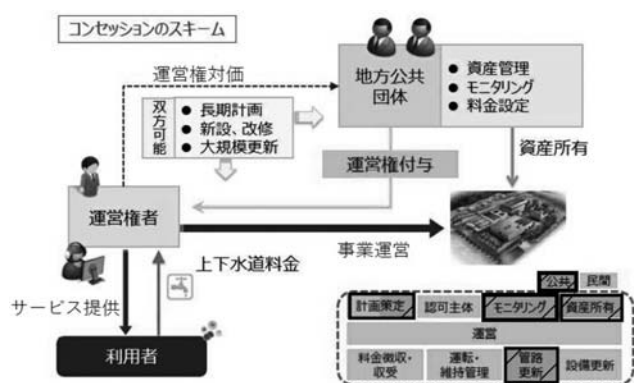 コンセッションのスキーム
運営権対価
地方公共
団体
● 資産管理
● モニタリング
● 料金設定
双方可能
● 長期計画
● 新設、改修
● 大規模更新
運営権付与
資産所有
運営権者
事業運営
上下水道料金
サービス提供
利用者
公共
民間
計画策定
認可主体
モニタリング
資産所有
運営
料金徴収・
収受
運転・
維持管理
管路
更新
設備更新